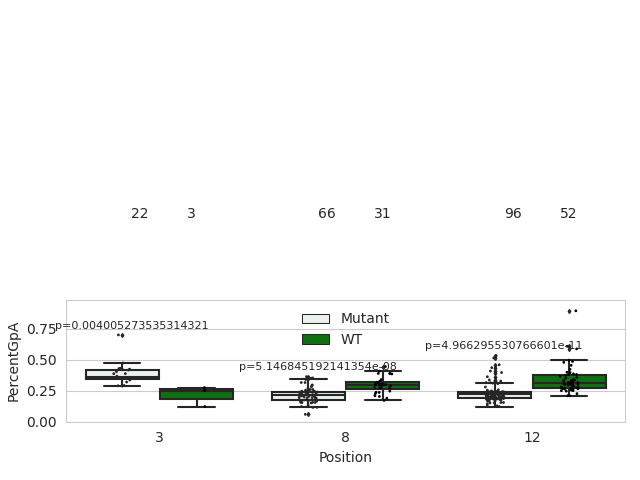 22 3 66 31 96 52
Mutant
WT
p=0.004005273535314321
p=5.146845192141354e-08
p=4.966295530766601e-11
PercentGpA
0.75
0.50
0.25
0.00
3 8 12
Position